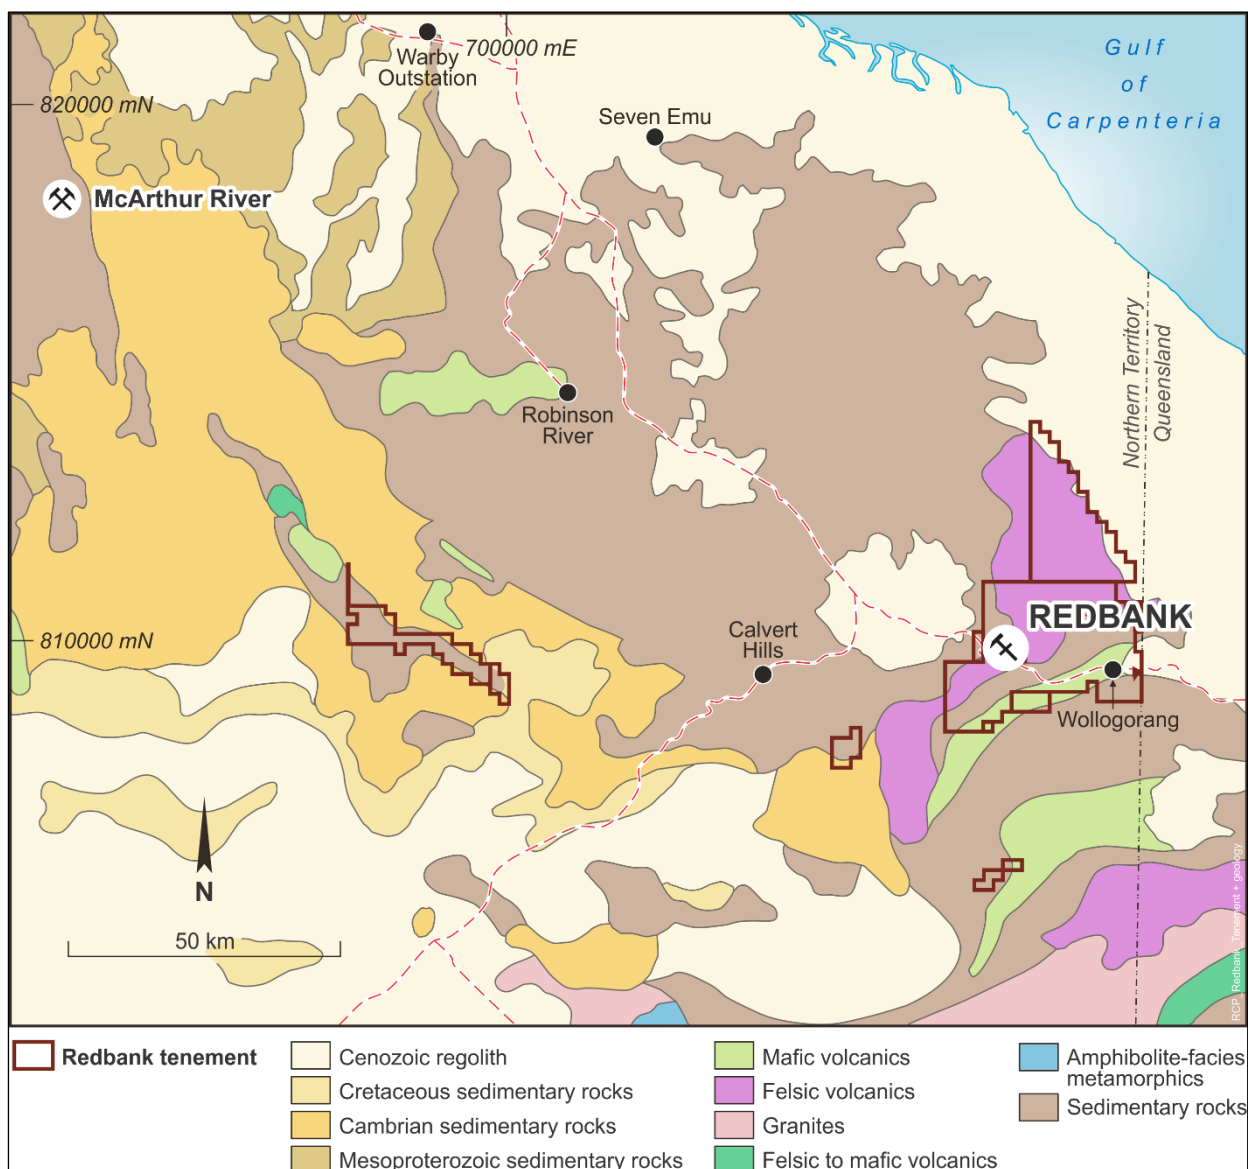 Warby
Outstation
700000 mE
Gulf
of
Carpenteria
820000 mN
Seven Emu
McArthur River
Northern Territory
Queensland
Robinson
River
REDBANK
810000 mN
Calvert
Hills
Wollogorang
N
50 km
RCP_Redbank_Tenement + geology
Redbank tenement
Cenozoic regolith
Cretaceous sedimentary rocks
Cambrian sedimentary rocks
Mesoproterozoic sedimentary rocks
Mafic volcanics
Felsic volcanics
Granites
Felsic to mafic volcanics
Amphibolite-facies
metamorphics
Sedimentary rocks